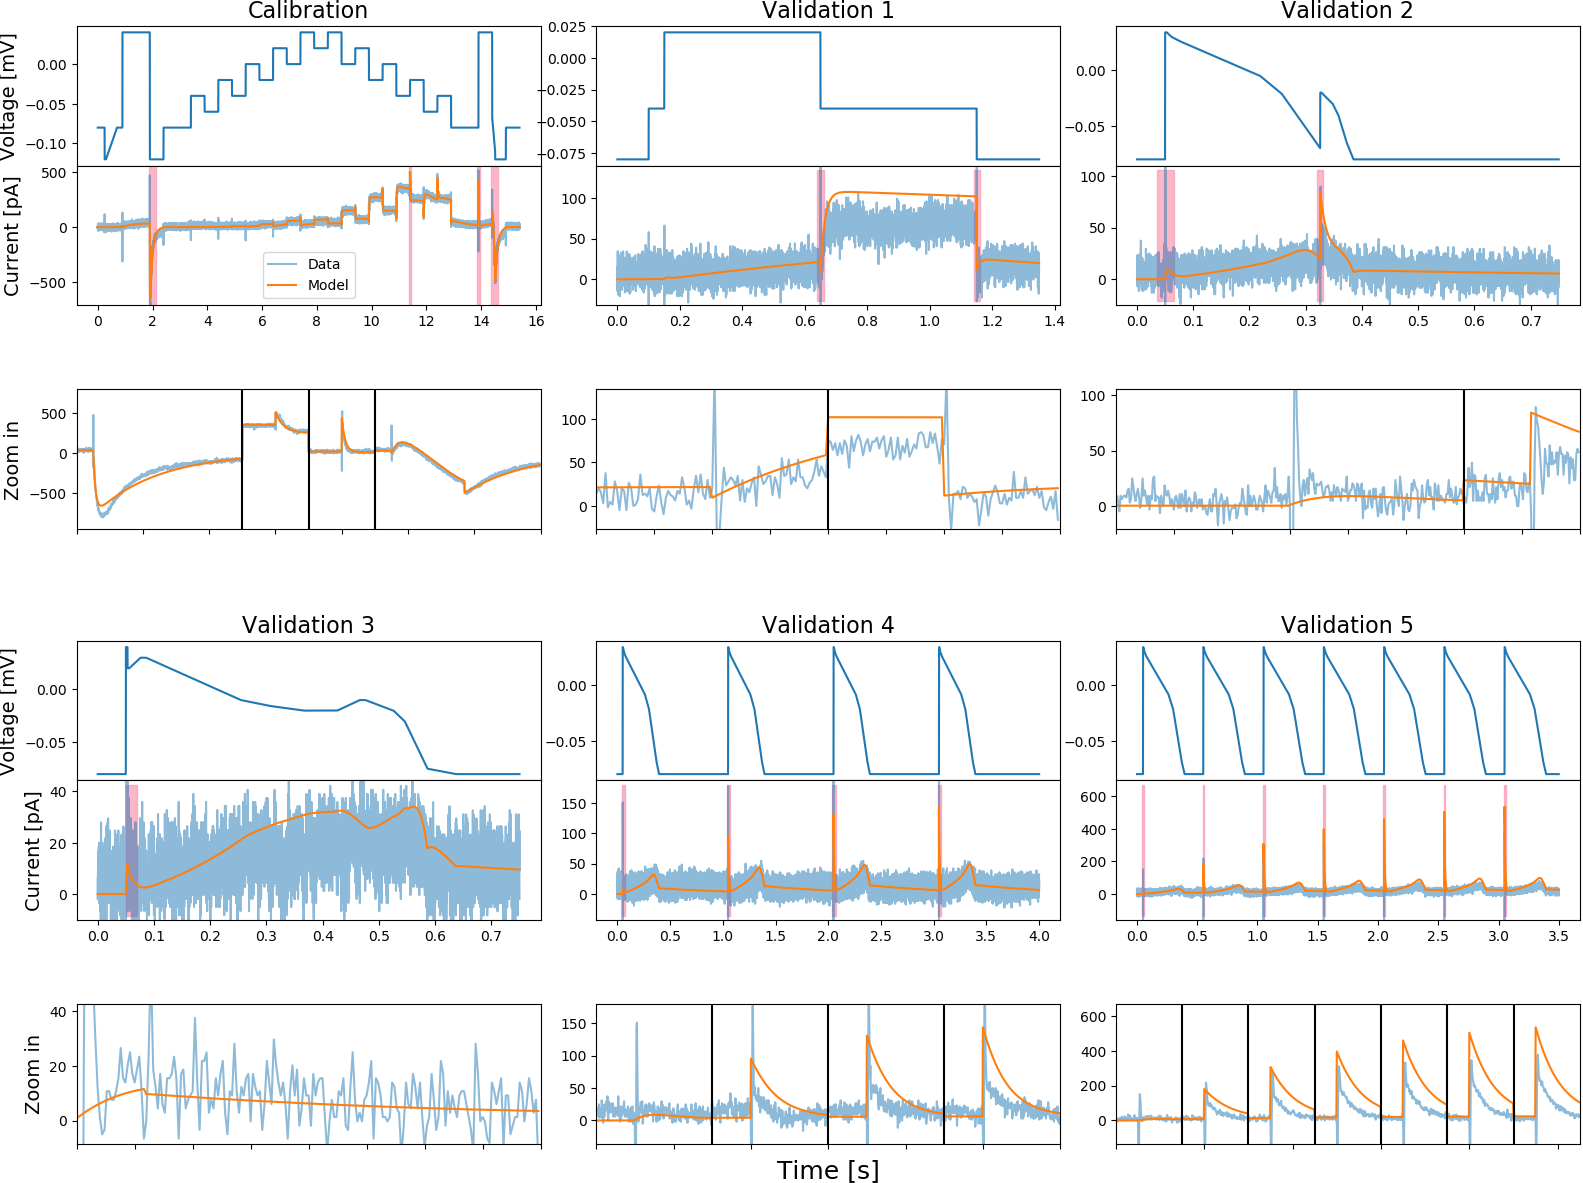 Calibration
Validation 1
Validation 2
Voltage [mV]
0.00
−0.05
−0.10
0.025
0.000
−0.025
−0.050
−0.075
0.00
−0.05
Current [pA]
500
0
−500
Data
Model
100
50
0
100
50
0
0 2 4 6 8 10 12 14 16
0.0 0.2 0.4 0.6 0.8 1.0 1.2 1.4
0.0 0.1 0.2 0.3 0.4 0.5 0.6 0.7
Zoom in
500
0
−500
100
50
0
100
50
0
Validation 3
Validation 4
Validation 5
Voltage [mV]
0.00
−0.05
0.00
−0.05
0.00
−0.05
Current [pA]
40
20
0
150
100
50
0
600
400
200
0
0.0 0.1 0.2 0.3 0.4 0.5 0.6 0.7
0.0 0.5 1.0 1.5 2.0 2.5 3.0 3.5 4.0
0.0 0.5 1.0 1.5 2.0 2.5 3.0 3.5
Zoom in
40
20
0
150
100
50
0
600
400
200
0
Time [s]